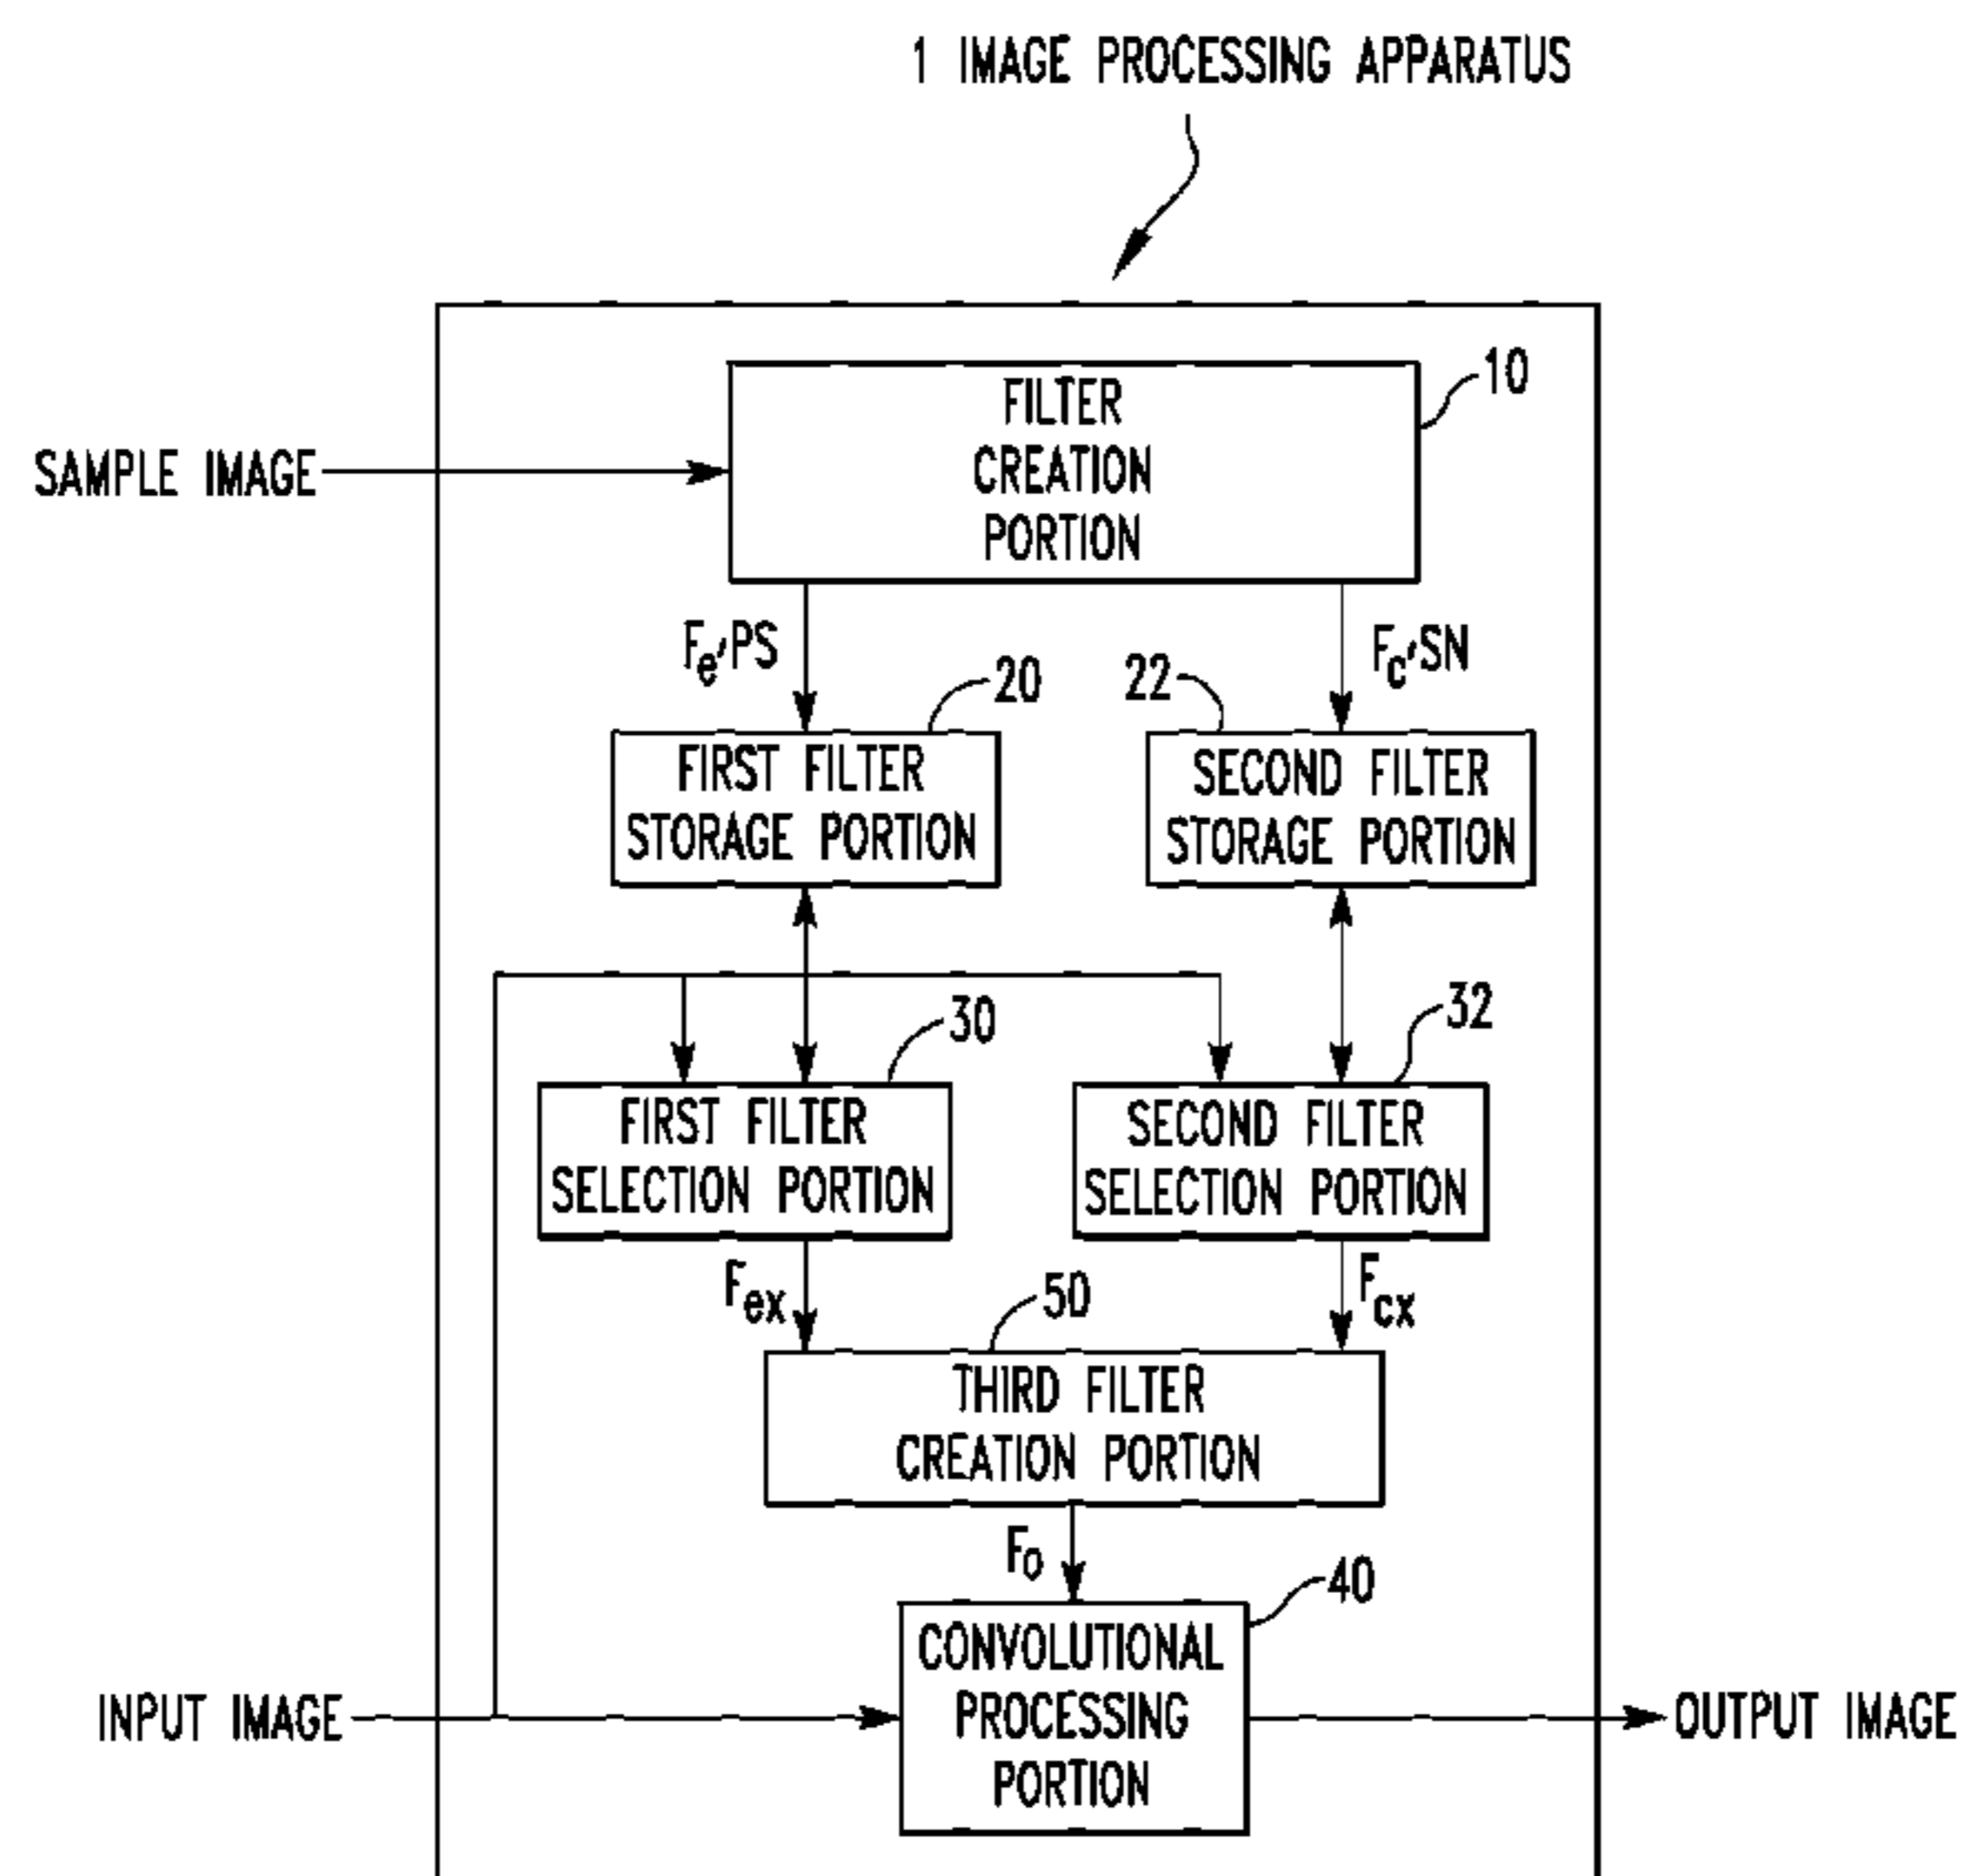 1 IMAGE PROCESSING APPARATUS
10
FILTER
CREATION
PORTION
SAMPLE IMAGE
Fe,PS
Fc,SN
20
22
FIRST FILTER
STORAGE PORTION
SECOND FILTER
STORAGE PORTION
30
32
FIRST FILTER
SELECTION PORTION
SECOND FILTER
SELECTION PORTION
Fex
Fcx
50
THIRD FILTER
CREATION PORTION
F0
40
CONVOLUTIONAL
PROCESSING
PORTION
INPUT IMAGE
OUTPUT IMAGE